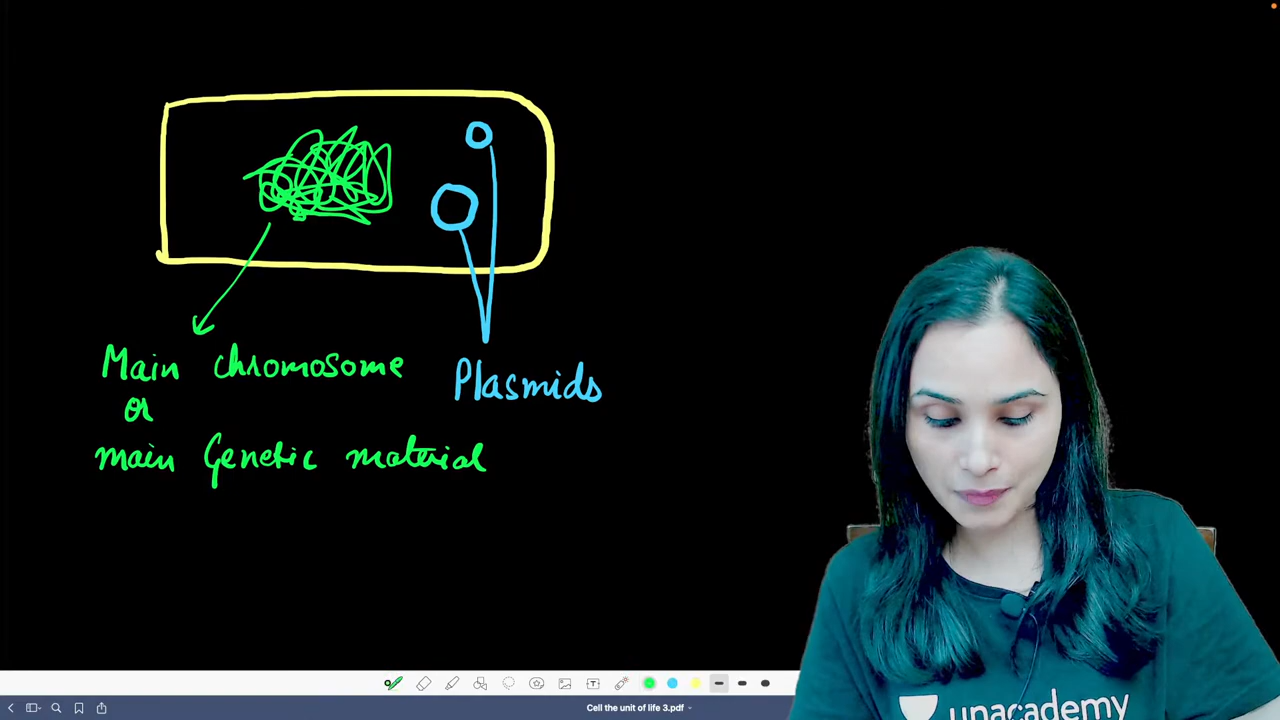 Main chromosome
or
main Genetic material
Plasmids
unacademy
Cell the unit of life 3.pdf